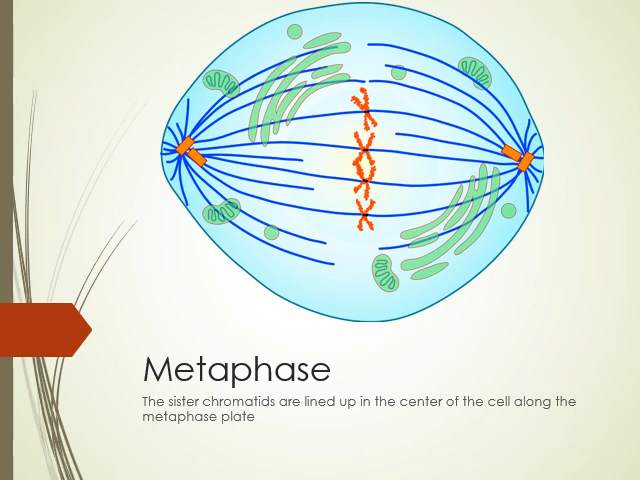 Metaphase
The sister chromatids are lined up in the center of the cell along the
metaphase plate